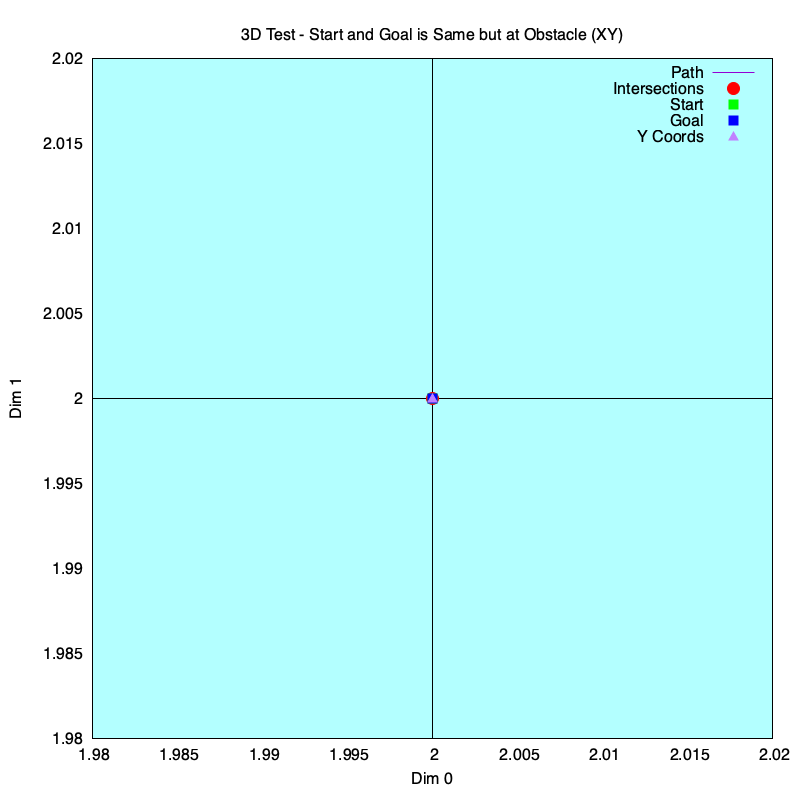 3D Test - Start and Goal is Same but at Obstacle (XY)
Path
Intersections
Start
Goal
Y Coords
2.02
2.015
2.01
2.005
2
1.995
1.99
1.985
1.98
Dim 1
1.98 1.985 1.99 1.995 2 2.005 2.01 2.015 2.02
Dim 0